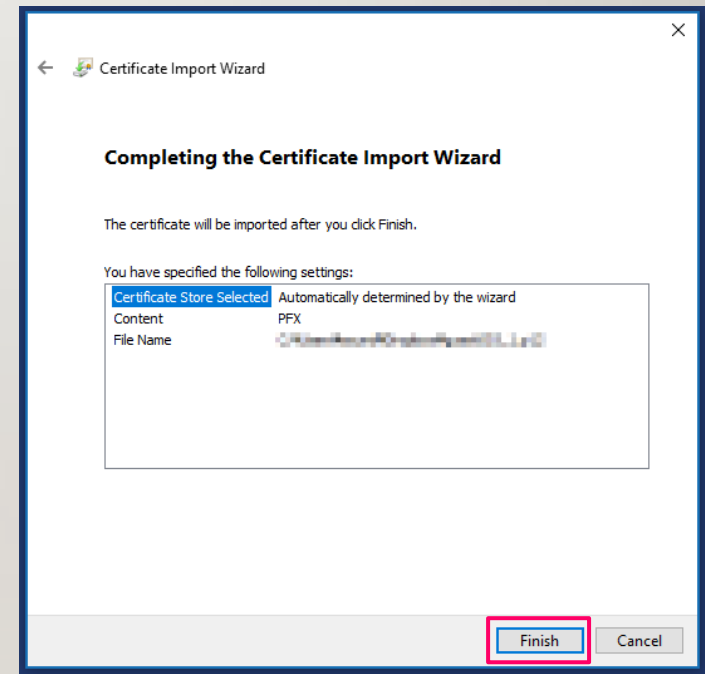 Certificate Import Wizard
Completing the Certificate Import Wizard
The certificate will be imported after you click Finish.
You have specified the following settings:
Certificate Store Selected Automatically determined by the wizard
Content PFX
File Name
Finish Cancel